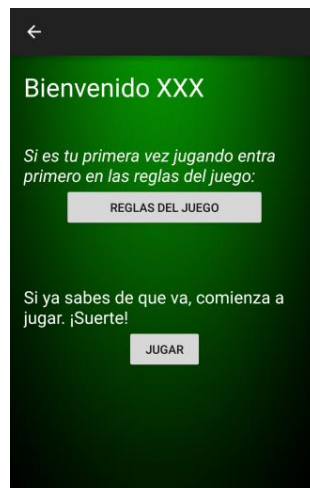 Bienvenido XXX
Si es tu primera vez jugando entra
primero en las reglas del juego:
REGLAS DEL JUEGO
Si ya sabes de que va, comienza a
jugar. ¡Suerte!
JUGAR